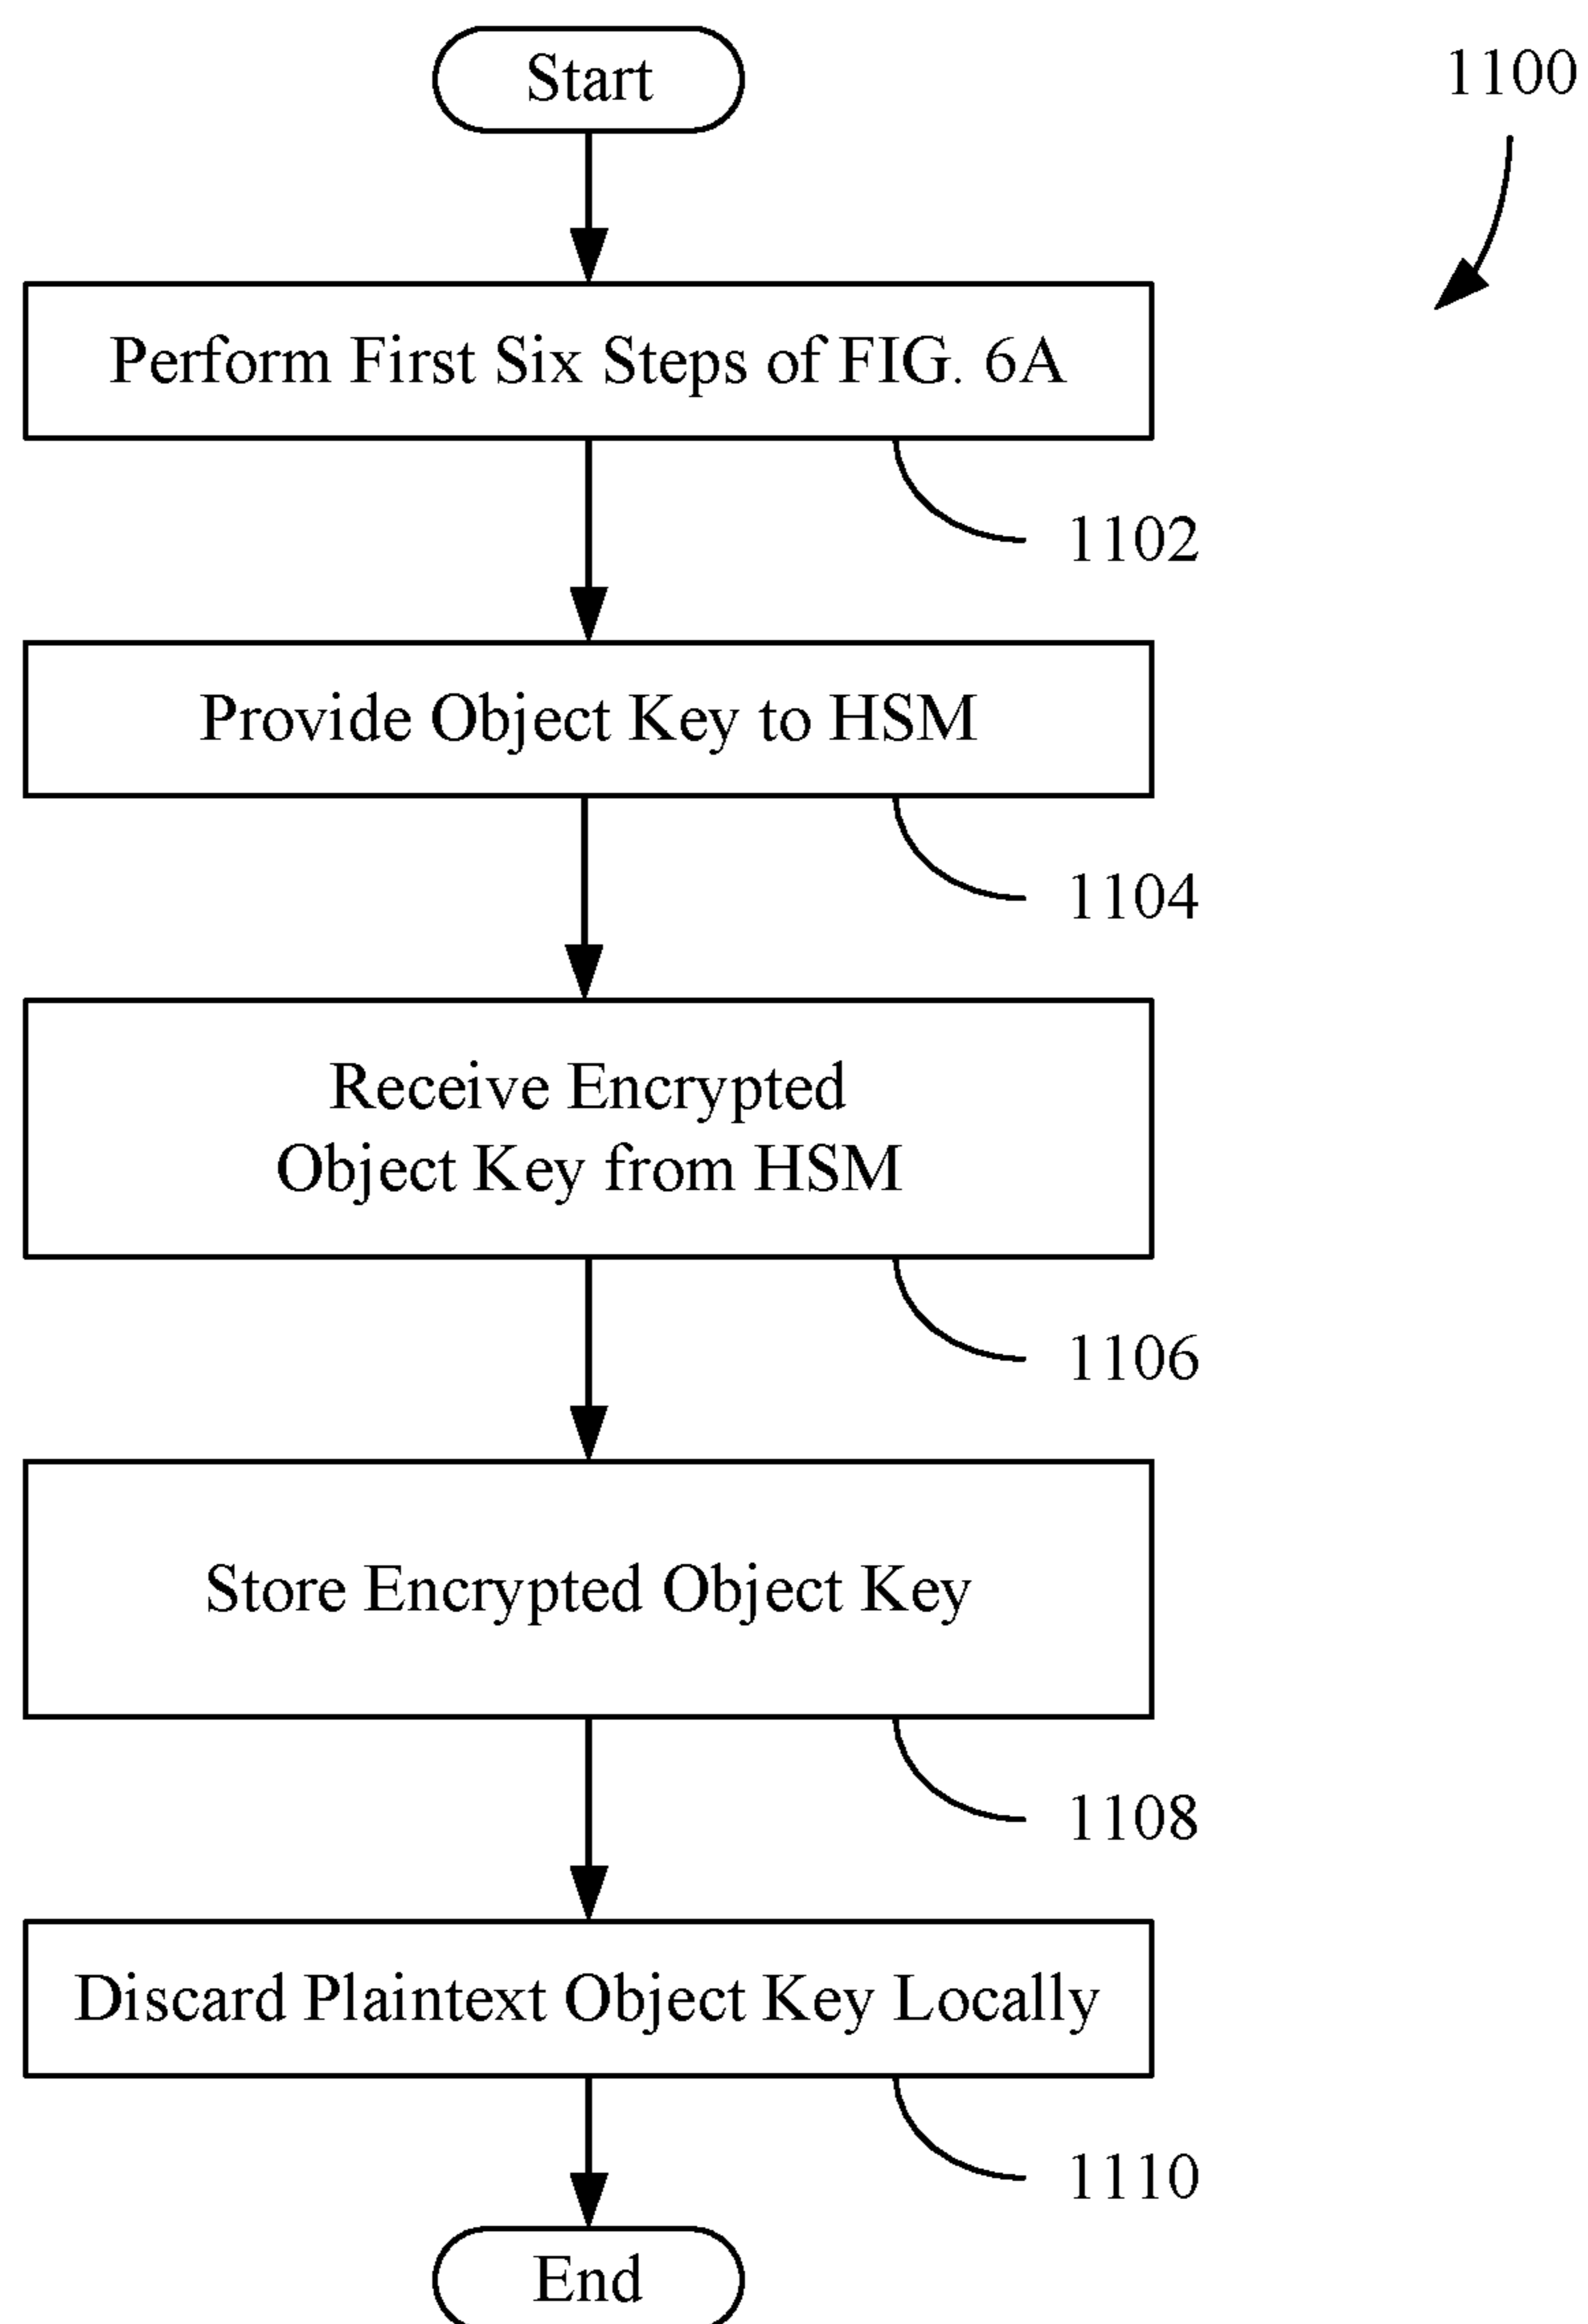 Start
1100
Perform First Six Steps of FIG. 6A
1102
Provide Object Key to HSM
1104
Receive Encrypted
Object Key from HSM
1106
Store Encrypted Object Key
1108
Discard Plaintext Object Key Locally
1110
End